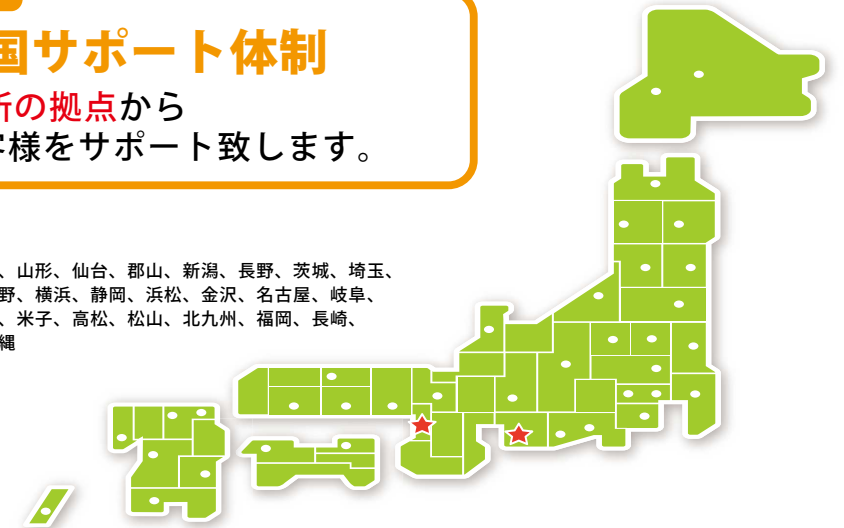 国サポート体制
所の拠点から
客様をサポート致します。
、山形、仙台、郡山、新潟、長野、茨城、埼玉、
野、横浜、静岡、浜松、金沢、名古屋、岐阜、
、米子、高松、松山、北九州、福岡、長崎、
縄